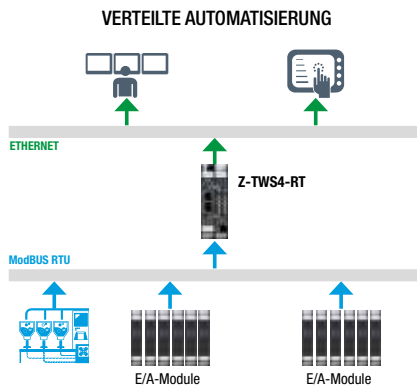 VERTEILTE AUTOMATISIERUNG
ETHERNET
Z-TWS4-RT
ModBUS RTU
E/A-Module
E/A-Module